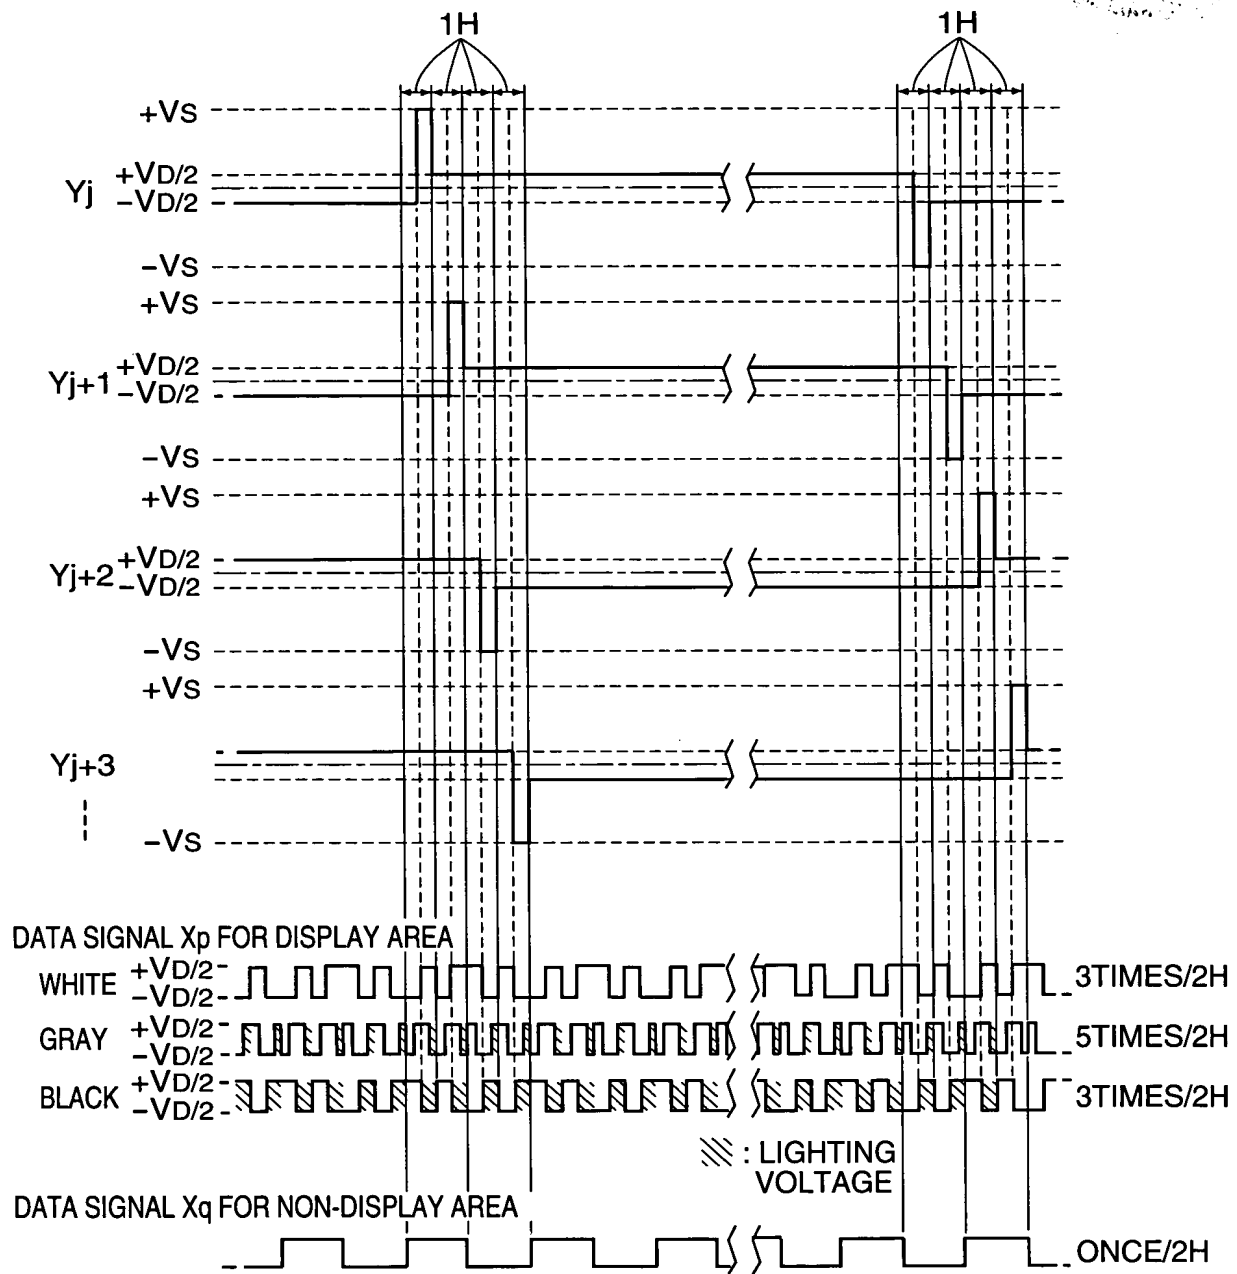 1H 1H
+VS
Yj +VD/2
−VD/2
−VS
+VS
Yj+1 +VD/2
−VD/2
−VS
+VS
Yj+2 +VD/2
−VD/2
−VS
+VS
Yj+3
−VS
DATA SIGNAL Xp FOR DISPLAY AREA
WHITE +VD/2
−VD/2 3TIMES/2H
GRAY +VD/2
−VD/2 5TIMES/2H
BLACK +VD/2
−VD/2 3TIMES/2H
: LIGHTING
VOLTAGE
DATA SIGNAL Xq FOR NON-DISPLAY AREA
ONCE/2H